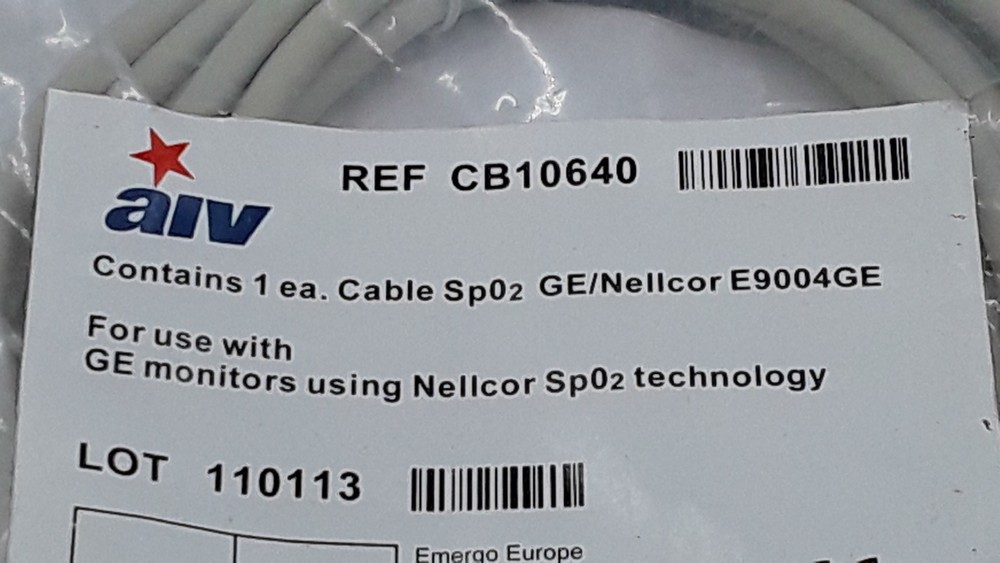 aiv
REF CB10640
Contains 1 ea. Cable Sp02 GE/Nellcor E9004GE
For use with
GE monitors using Nellcor Sp02 technology
LOT 110113
Emergo Europe